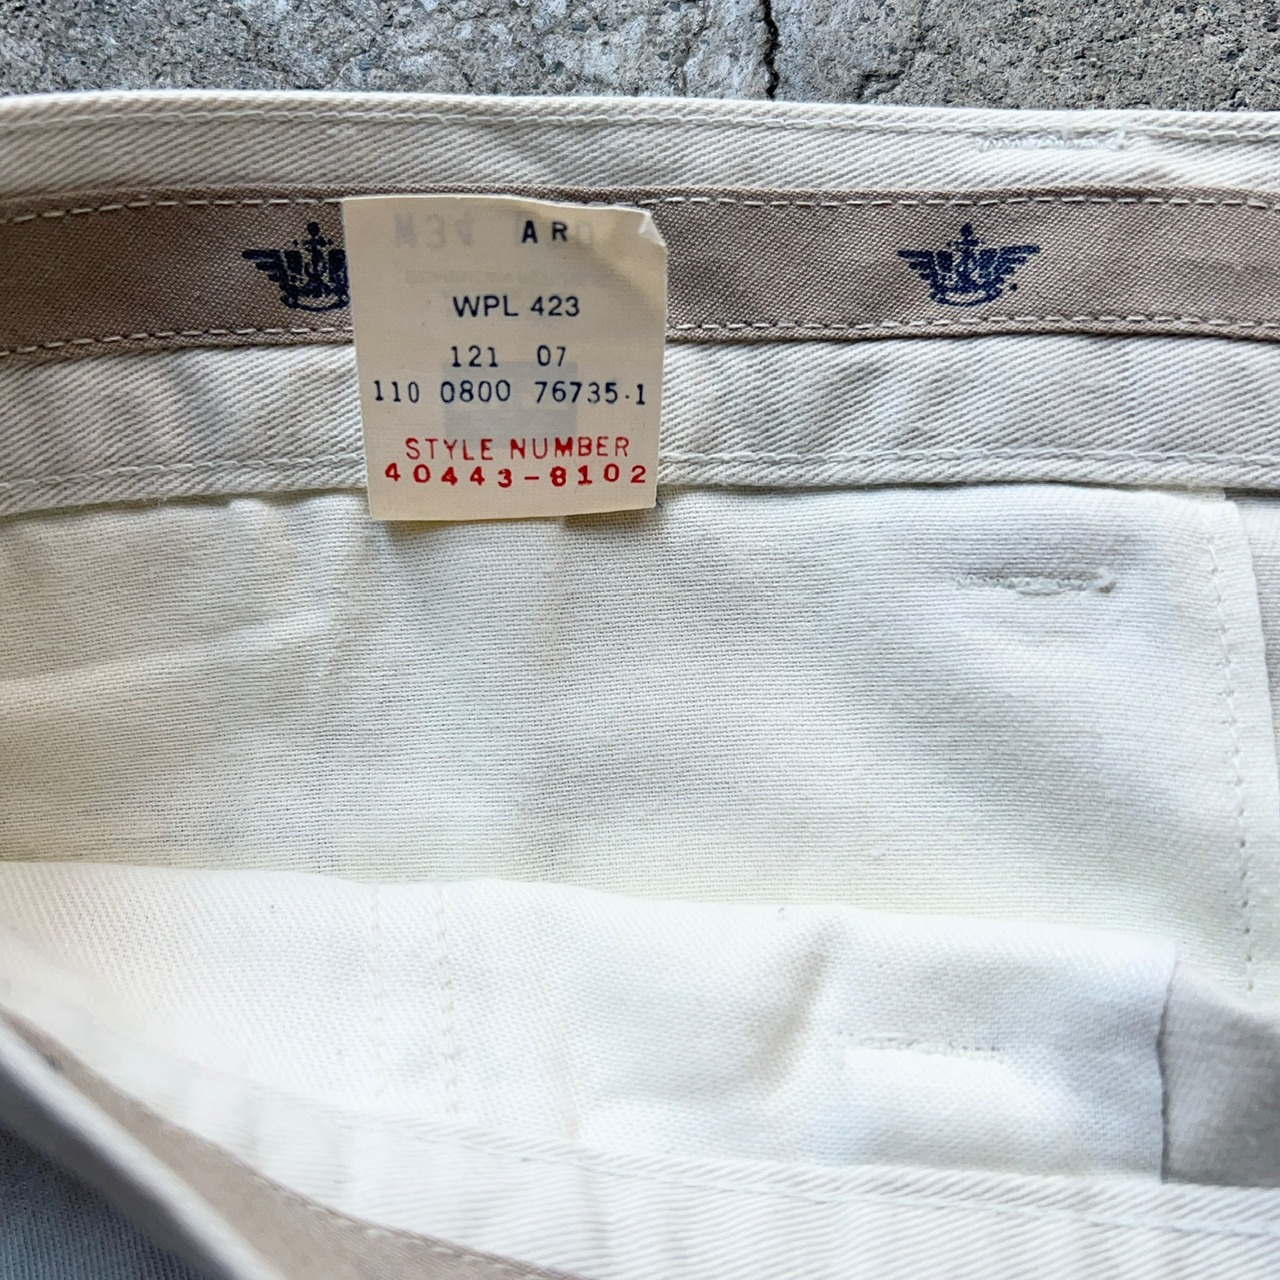 AR
WPL 423
121 07
110 0800 76735·1
STYLE NUMBER
40443-8102